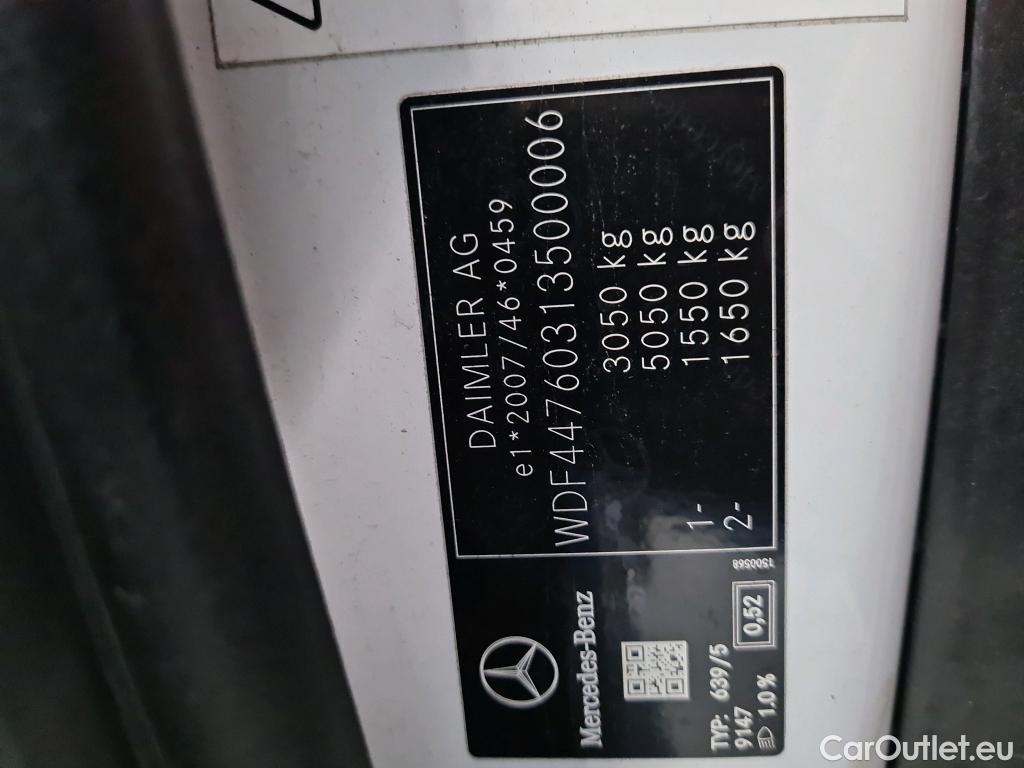 DAIMLER AG
e1*2007/46*0459
WDF44760313500006
3050 kg
5050 kg
1- 1550 kg
2- 1650 kg
Mercedes-Benz
TYP: 639/5
9147
1.0%
0,52
1500568
CarOutlet.eu